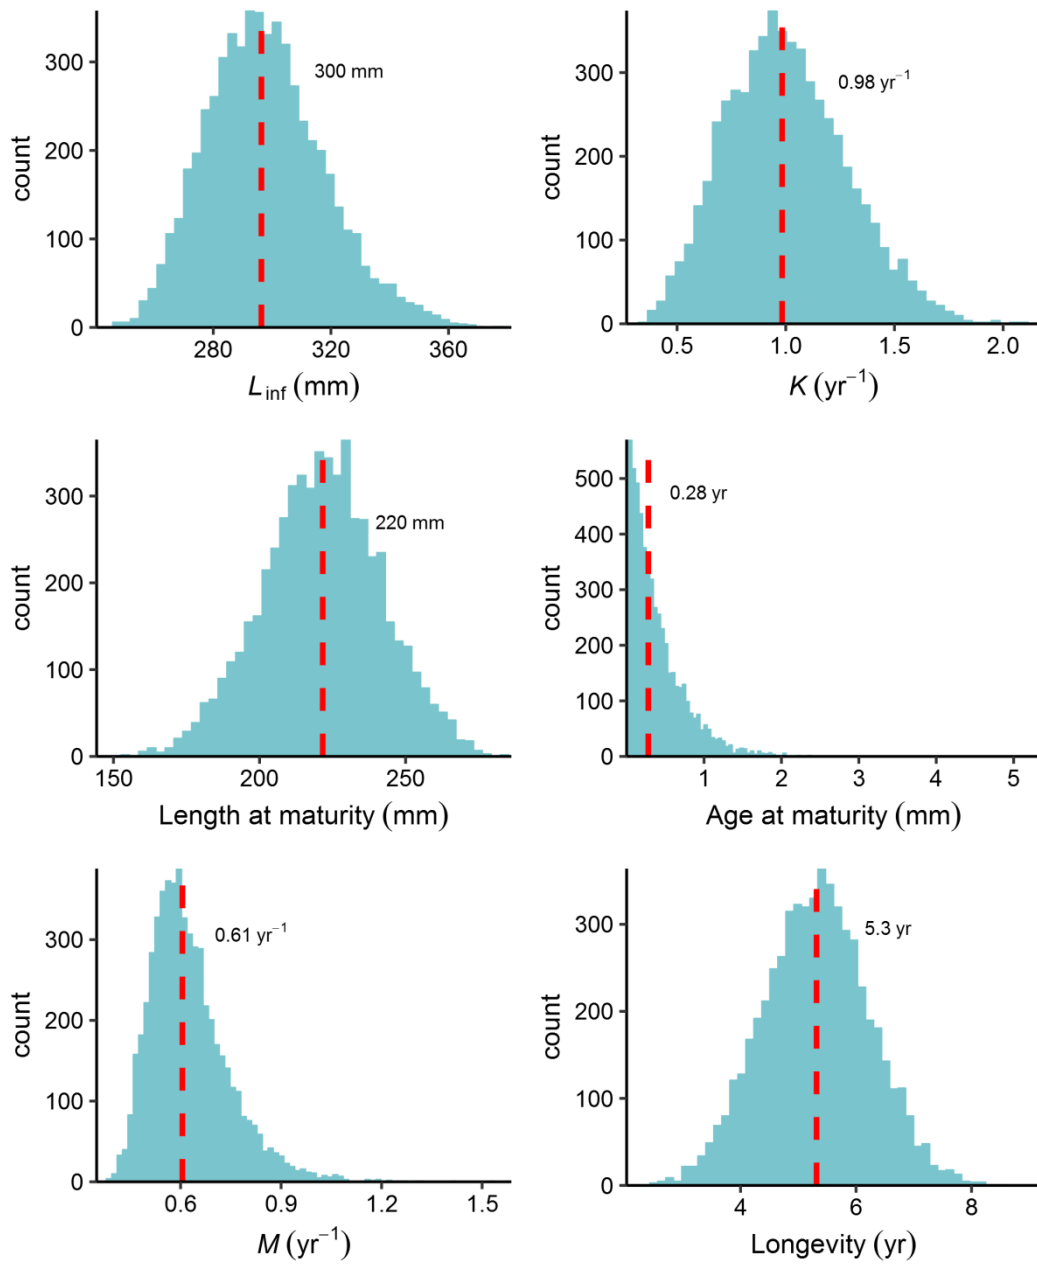 300
200
100
0
count
300 mm
280
320
360
L_inf (mm)
300
200
100
0
count
0.98 yr⁻¹
0.5
1.0
1.5
2.0
K (yr⁻¹)
300
200
100
0
count
220 mm
150
200
250
Length at maturity (mm)
500
400
300
200
100
0
count
0.28 yr
1
2
3
4
5
Age at maturity (mm)
300
200
100
0
count
0.61 yr⁻¹
0.6
0.9
1.2
1.5
M (yr⁻¹)
300
200
100
0
count
5.3 yr
4
6
8
Longevity (yr)